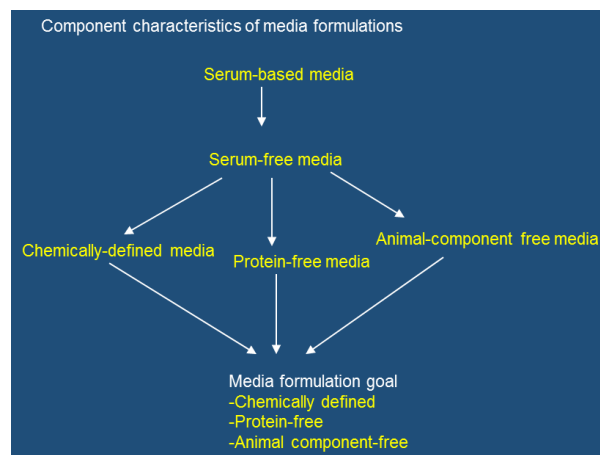 Component characteristics of media formulations
Serum-based media
Serum-free media
Chemically-defined media
Protein-free media
Animal-component free media
Media formulation goal
-Chemically defined
-Protein-free
-Animal component-free